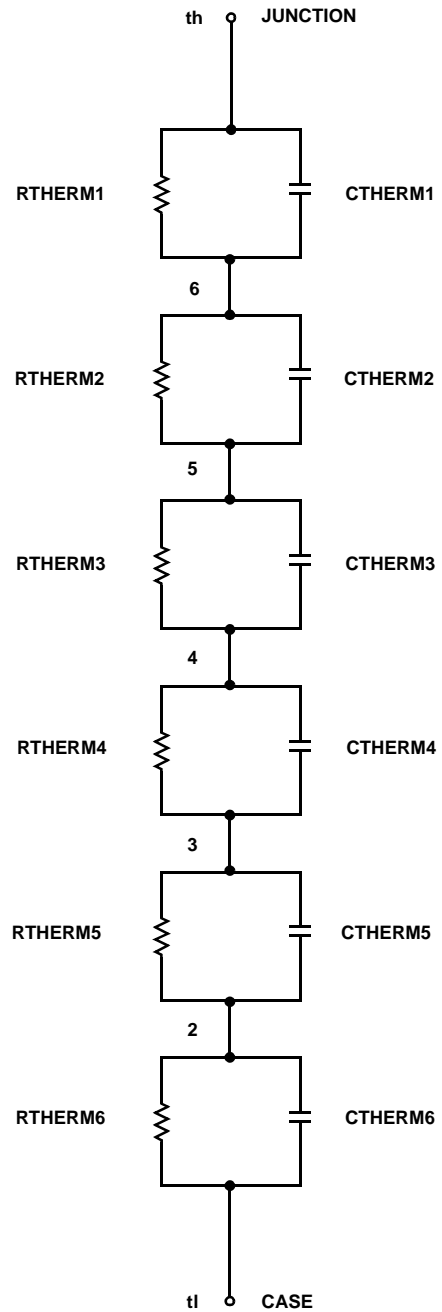 th JUNCTION
RTHERM1 CTHERM1
6
RTHERM2 CTHERM2
5
RTHERM3 CTHERM3
4
RTHERM4 CTHERM4
3
RTHERM5 CTHERM5
2
RTHERM6 CTHERM6
tl CASE